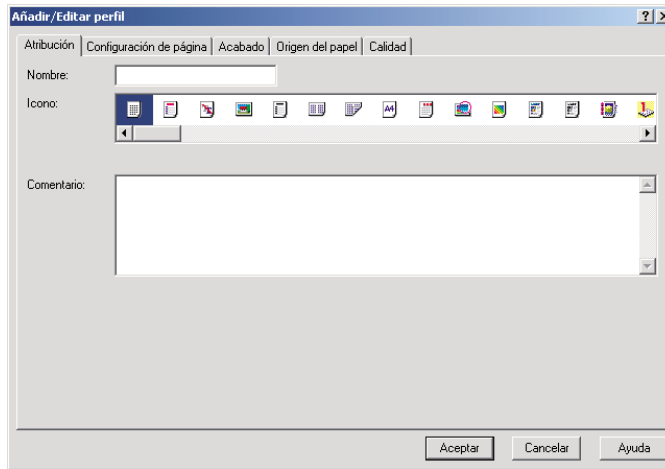 Añadir/Editar perfil
Atribución Configuración de página Acabado Origen del papel Calidad
Nombre:
Icono:
A4
Comentario:
Aceptar Cancelar Ayuda